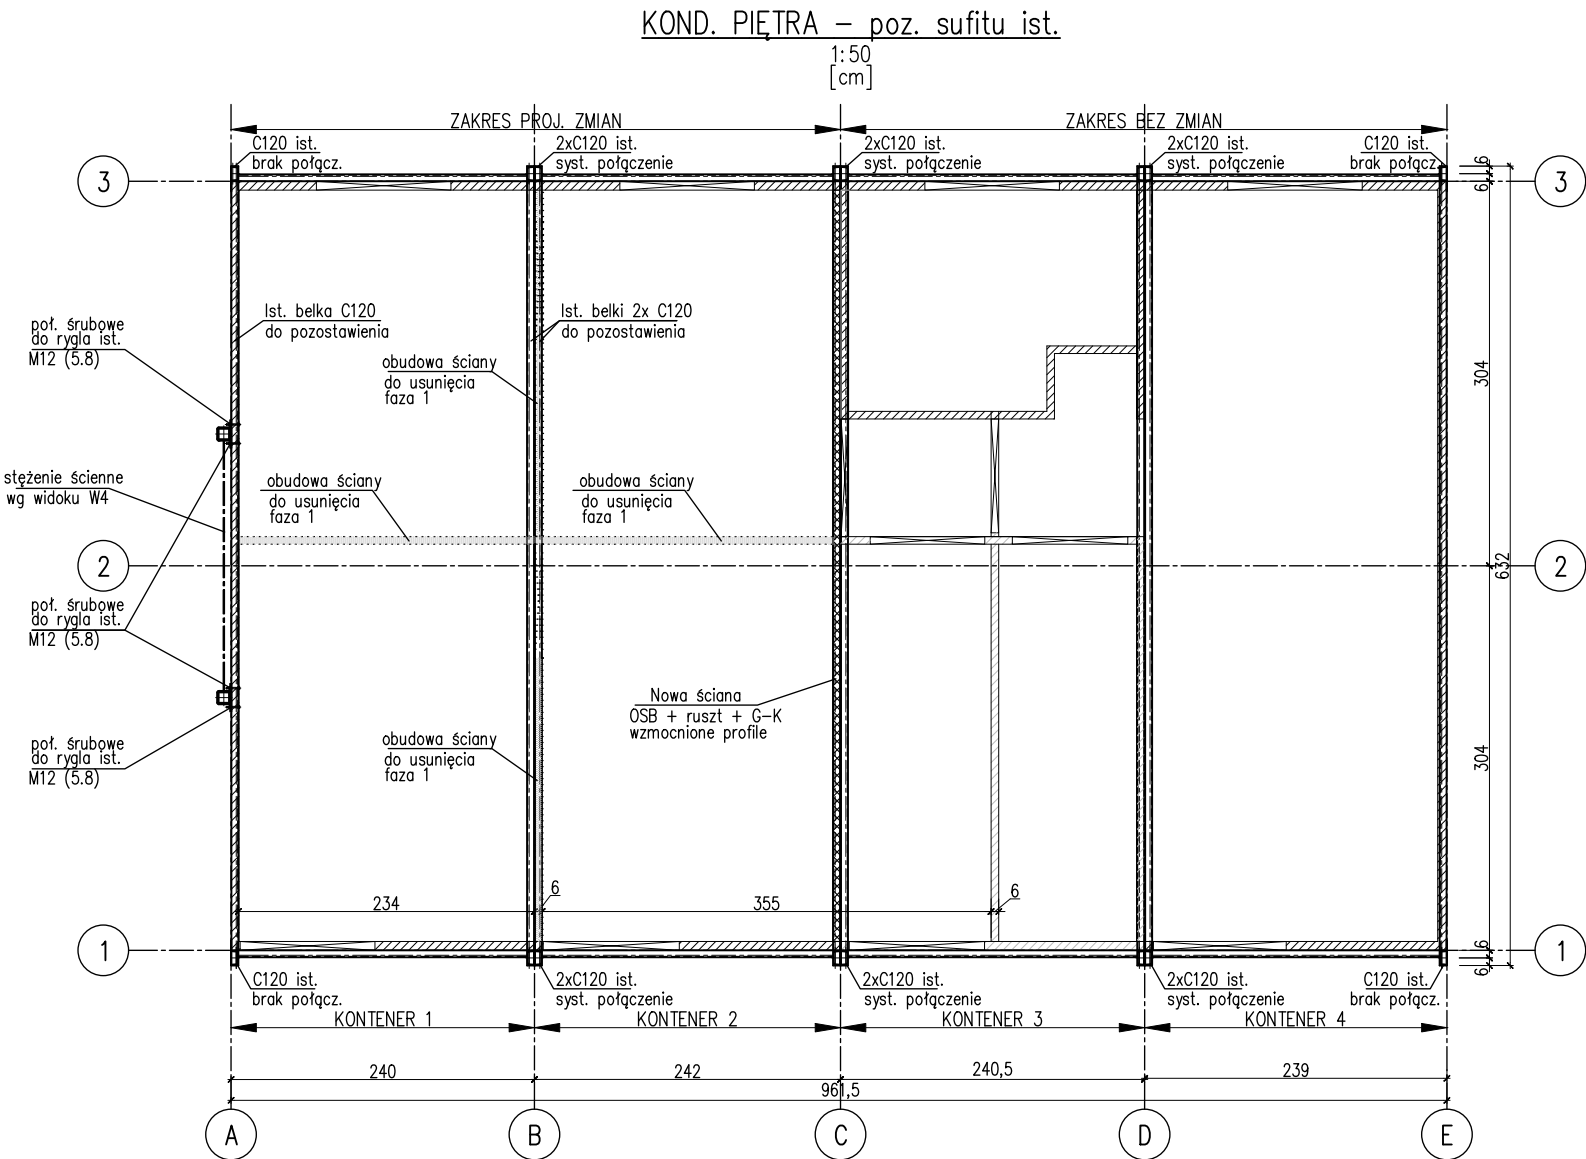 KOND. PIĘTRA – poz. sufitu ist.
1:50
[cm]
ZAKRES PROJ. ZMIAN
ZAKRES BEZ ZMIAN
C120 ist.
brak połącz.
2xC120 ist.
syst. połączenie
2xC120 ist.
syst. połączenie
2xC120 ist.
syst. połączenie
C120 ist.
brak połącz.
3
3
6
6
Ist. belka C120
do pozostawienia
Ist. belki 2x C120
do pozostawienia
poł. śrubowe
do rygla ist.
M12 (5.8)
obudowa ściany
do usunięcia
faza 1
304
stężenie ścienne
wg widoku W4
obudowa ściany
do usunięcia
faza 1
obudowa ściany
do usunięcia
faza 1
2
2
632
poł. śrubowe
do rygla ist.
M12 (5.8)
Nowa ściana
OSB + ruszt + G–K
wzmocnione profile
poł. śrubowe
do rygla ist.
M12 (5.8)
obudowa ściany
do usunięcia
faza 1
304
234
6
355
6
1
1
6
6
C120 ist.
brak połącz.
2xC120 ist.
syst. połączenie
2xC120 ist.
syst. połączenie
2xC120 ist.
syst. połączenie
C120 ist.
brak połącz.
KONTENER 1
KONTENER 2
KONTENER 3
KONTENER 4
240
242
240,5
239
961,5
A
B
C
D
E